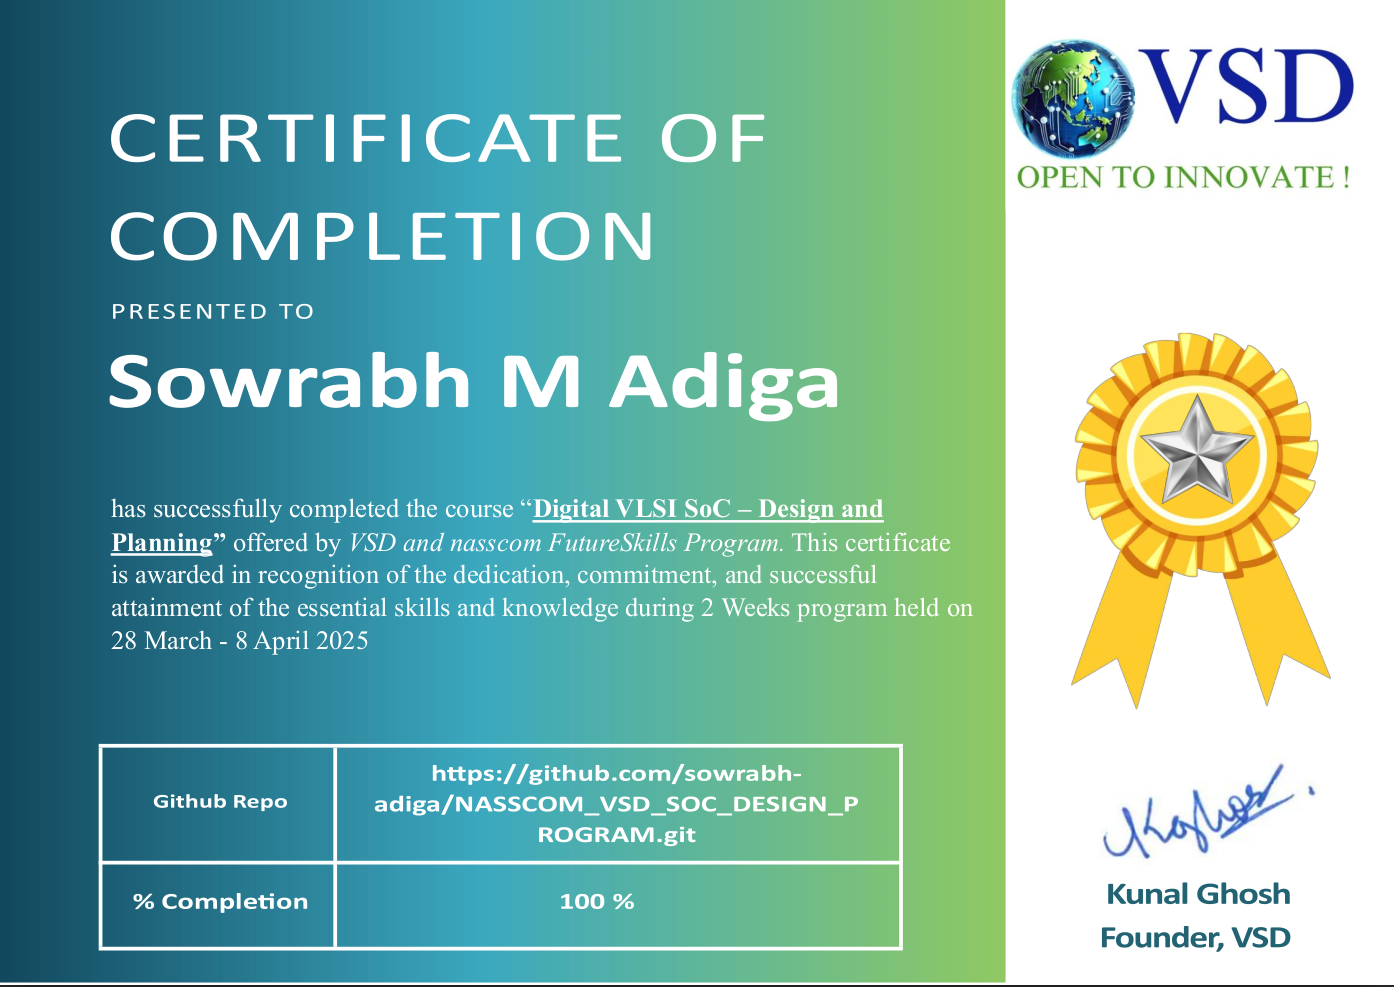 CERTIFICATE OF
COMPLETION
PRESENTED TO
Sowrabh M Adiga
has successfully completed the course “Digital VLSI SoC – Design and
Planning” offered by VSD and nasscom FutureSkills Program. This certificate
is awarded in recognition of the dedication, commitment, and successful
attainment of the essential skills and knowledge during 2 Weeks program held on
28 March - 8 April 2025
Github Repo
https://github.com/sowrabh-
adiga/NASSCOM_VSD_SOC_DESIGN_P
ROGRAM.git
% Completion
100 %
VSD
OPEN TO INNOVATE !
Kunal Ghosh
Founder, VSD